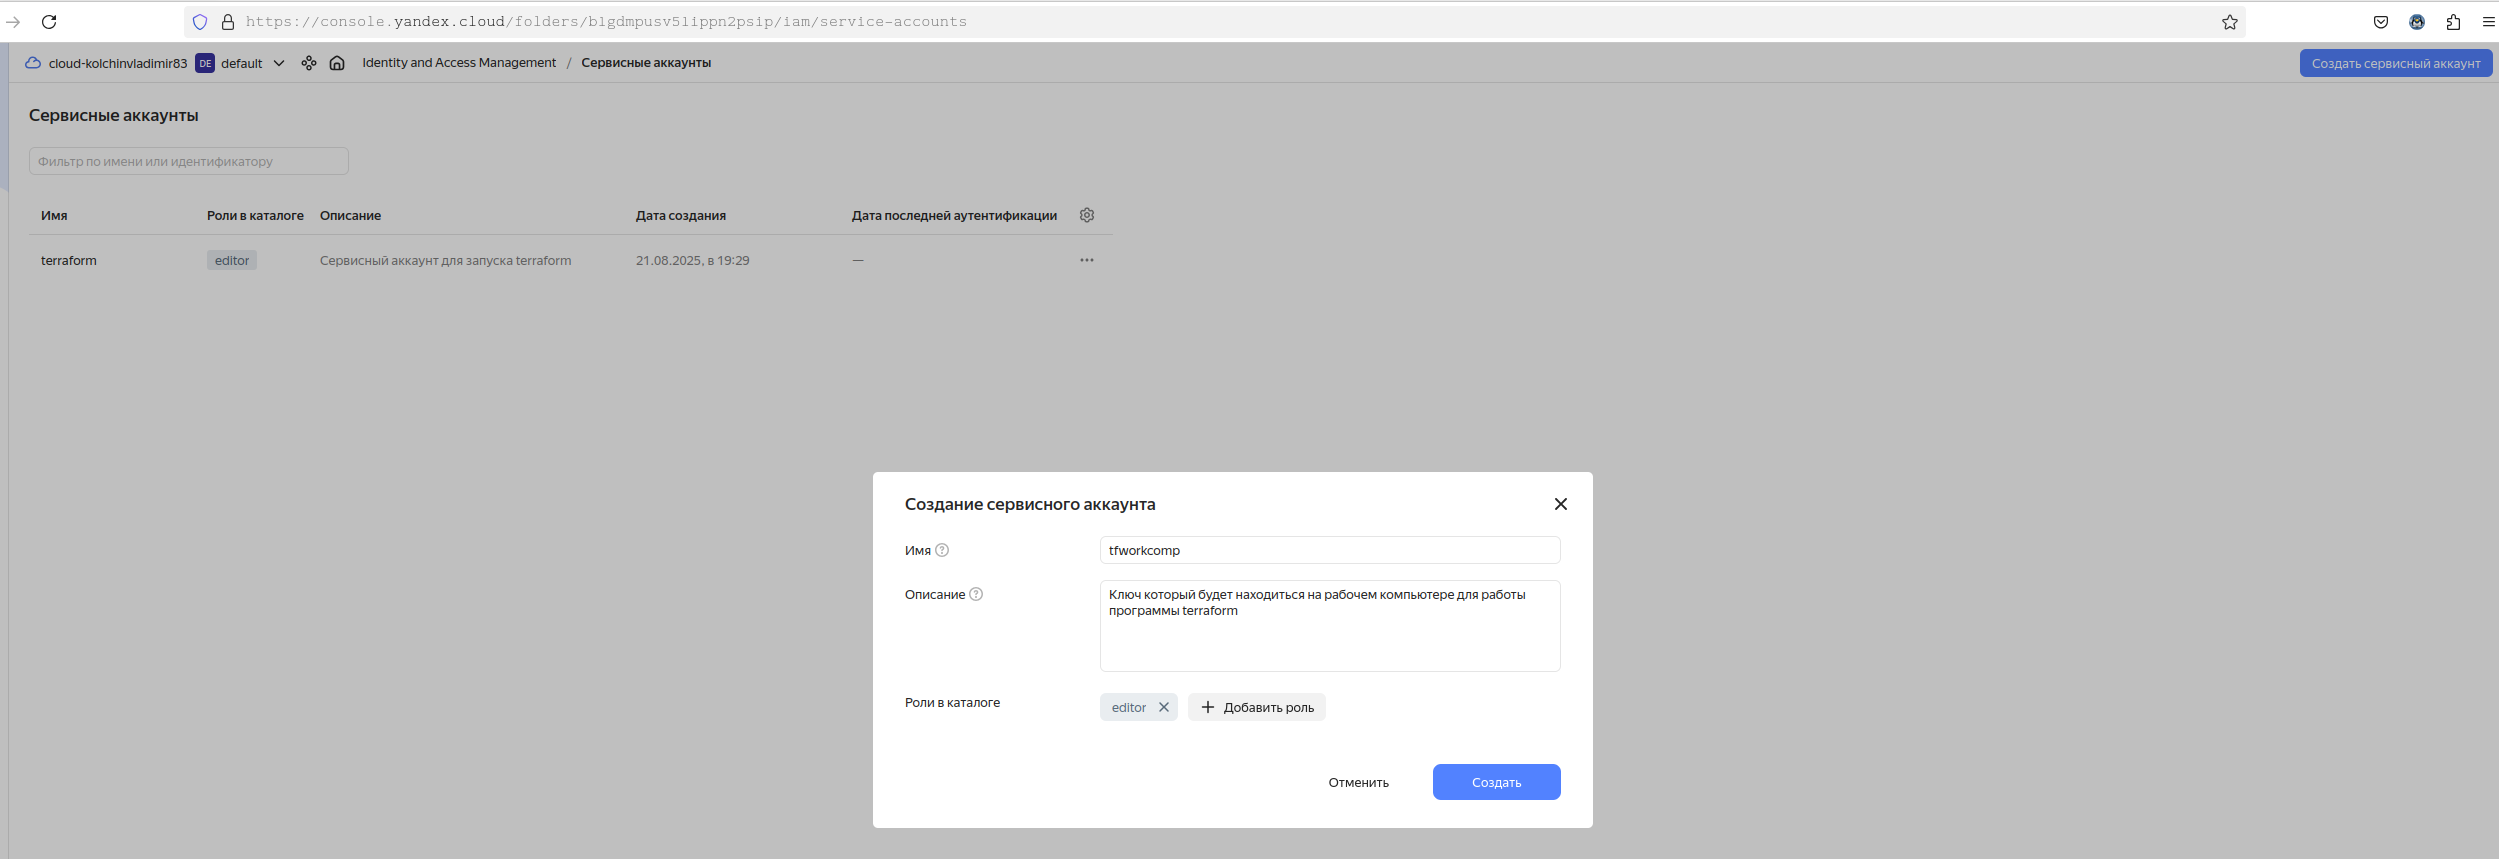 https://console.yandex.cloud/folders/b1gdmpusv5lippn2psip/iam/service-accounts
cloud-kolchinvladimir83 DE default Identity and Access Management / Сервисные аккаунты Создать сервисный аккаунт
Сервисные аккаунты
Фильтр по имени или идентификатору
Имя Роли в каталоге Описание Дата создания Дата последней аутентификации
terraform editor Сервисный аккаунт для запуска terraform 21.08.2025, в 19:29 —
Создание сервисного аккаунта
Имя tfworkcomp
Описание Ключ который будет находиться на рабочем компьютере для работы
программы terraform
Роли в каталоге editor Добавить роль
Отменить Создать